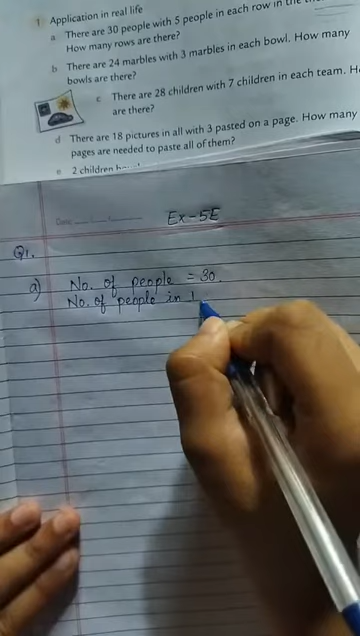 1 Application in real life
a There are 30 people with 5 people in each row in the
How many rows are there?
b There are 24 marbles with 3 marbles in each bowl. How many
bowls are there?
c There are 28 children with 7 children in each team. H
are there?
d There are 18 pictures in all with 3 pasted on a page. How many
pages are needed to paste all of them?
e 2 children
Date
Ex-5E
Q1.
a) No. of people = 30.
No. of people in 1